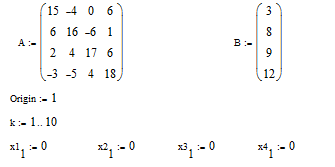 A := (15 -4 0 6
6 16 -6 1
2 4 17 6
-3 -5 4 18)
B := (3
8
9
12)
Origin := 1
k := 1.. 10
x1₁ := 0 x2₁ := 0 x3₁ := 0 x4₁ := 0